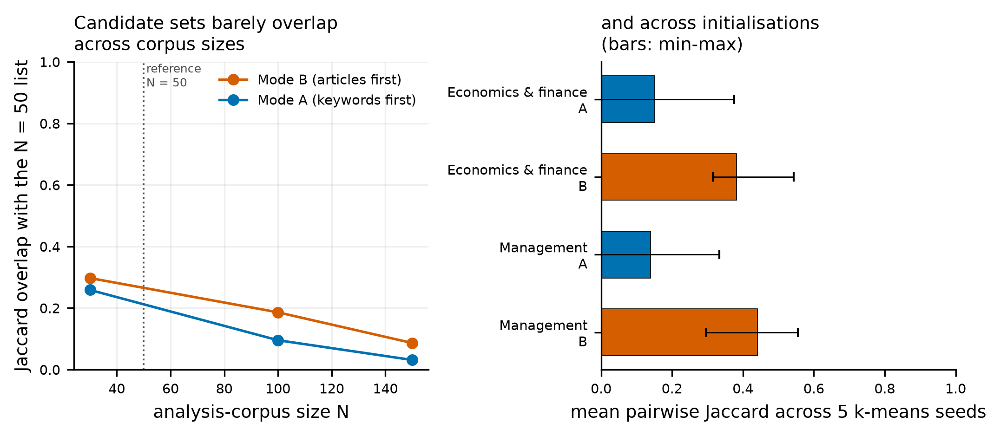 Candidate sets barely overlap
across corpus sizes
Jaccard overlap with the N = 50 list
1.0
0.8
0.6
0.4
0.2
0.0
reference
N = 50
Mode B (articles first)
Mode A (keywords first)
40
60
80
100
120
140
analysis-corpus size N
and across initialisations
(bars: min-max)
Economics & finance
A
Economics & finance
B
Management
A
Management
B
0.0
0.2
0.4
0.6
0.8
1.0
mean pairwise Jaccard across 5 k-means seeds